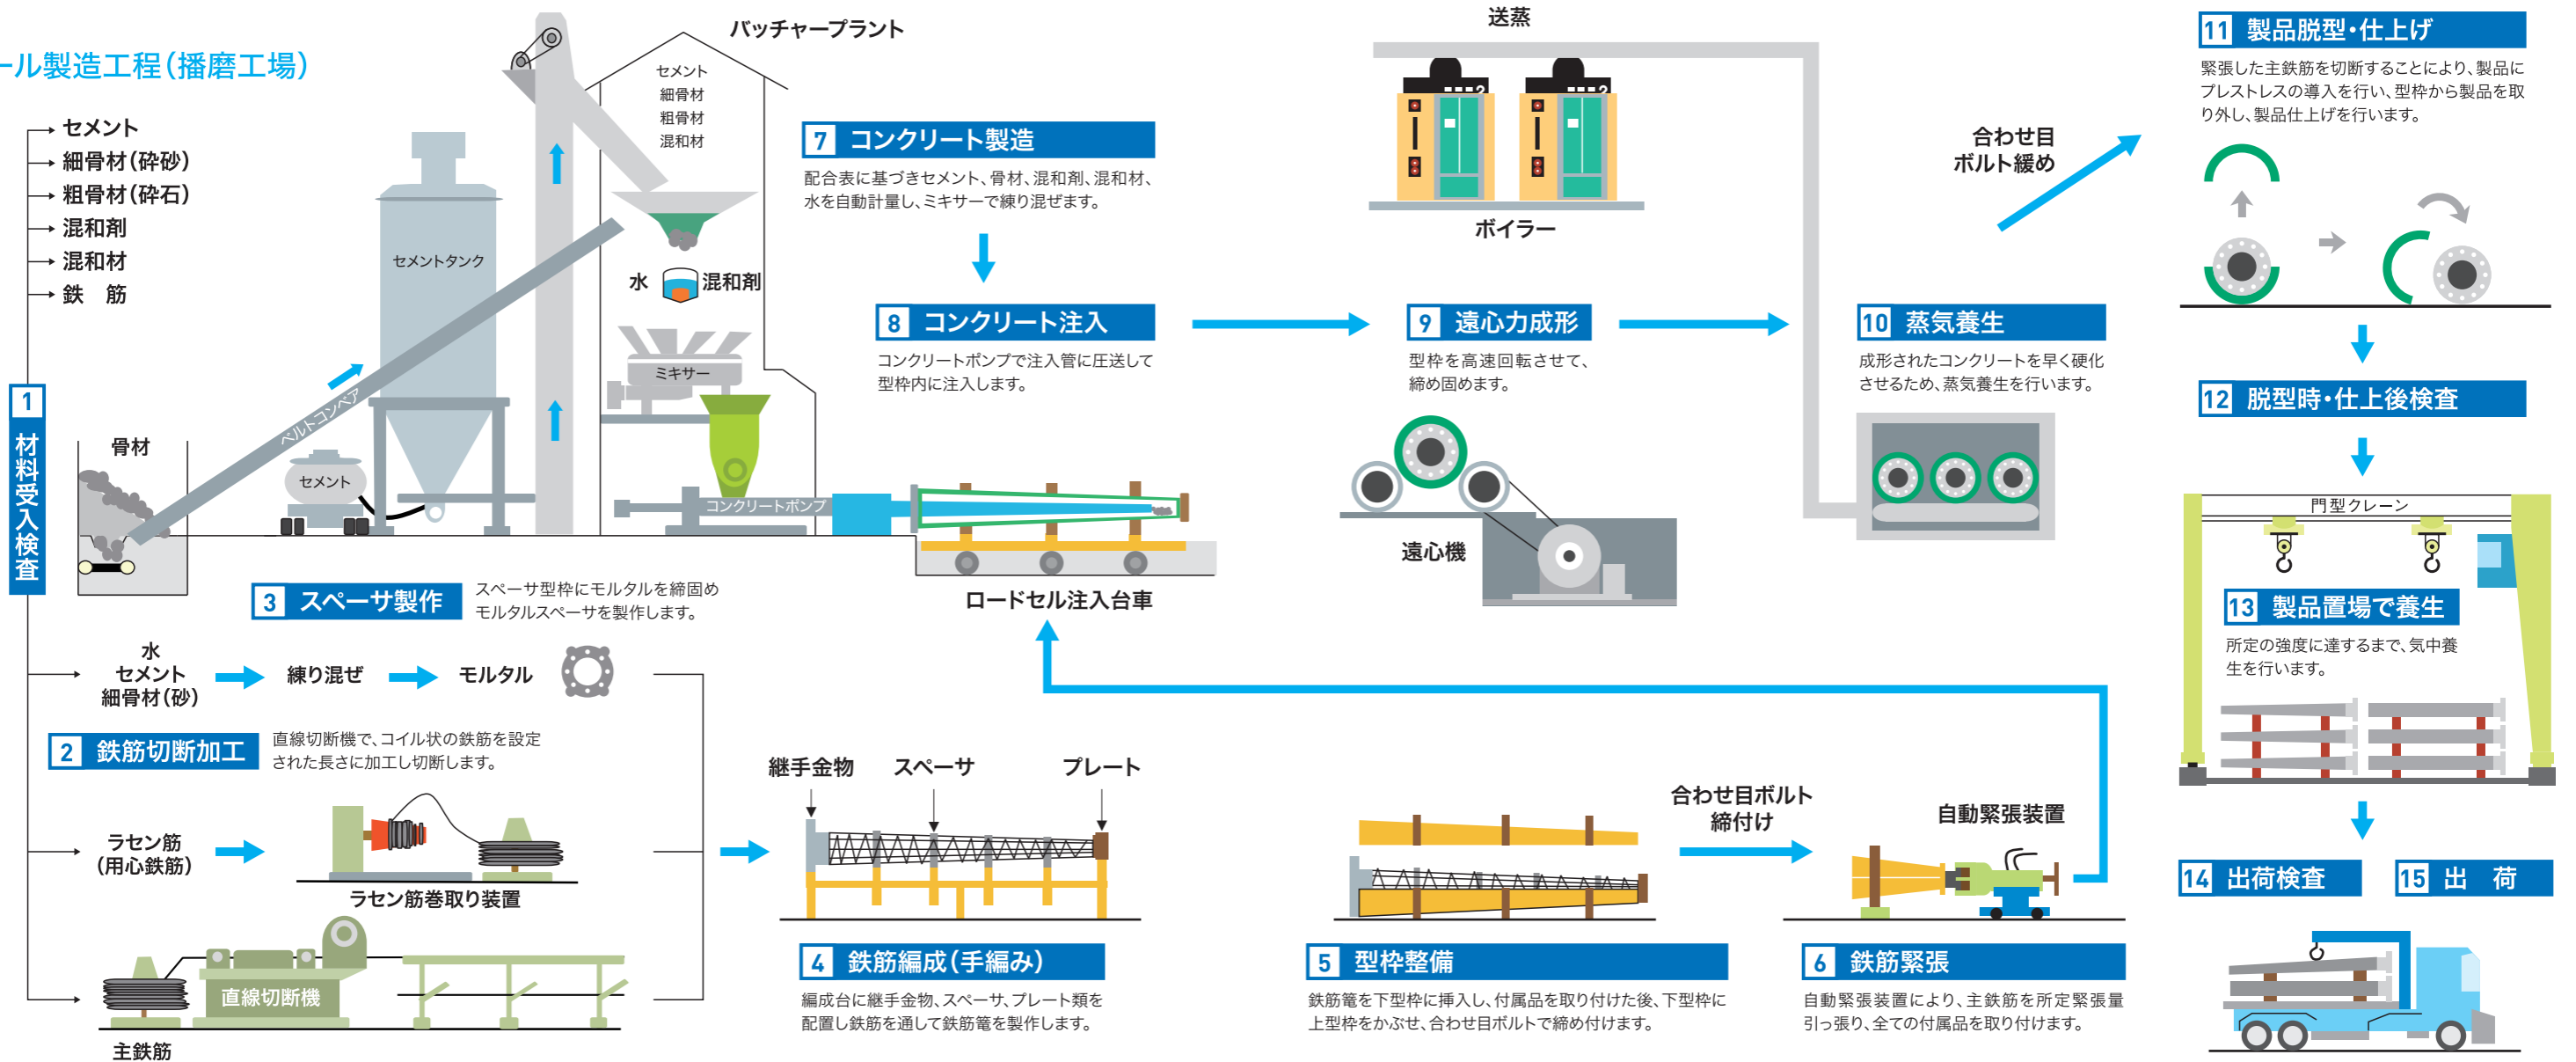 ール製造工程（播磨工場）
セメント
細骨材（砕砂）
粗骨材（砕石）
混和剤
混和材
鉄　筋
1
材料受入検査
骨材
ベルトコンベア
セメント
セメントタンク
バッチャープラント
セメント
細骨材
粗骨材
混和材
水
混和剤
ミキサー
コンクリートポンプ
3 スペーサ製作
スペーサ型枠にモルタルを締固め
モルタルスペーサを製作します。
水
セメント
細骨材（砂）
練り混ぜ
モルタル
2 鉄筋切断加工
直線切断機で、コイル状の鉄筋を設定
された長さに加工し切断します。
ラセン筋
（用心鉄筋）
ラセン筋巻取り装置
直線切断機
主鉄筋
継手金物
スペーサ
プレート
4 鉄筋編成（手編み）
編成台に継手金物、スペーサ、プレート類を
配置し鉄筋を通して鉄筋篭を製作します。
5 型枠整備
鉄筋篭を下型枠に挿入し、付属品を取り付けた後、下型枠に
上型枠をかぶせ、合わせ目ボルトで締め付けます。
合わせ目ボルト
締付け
自動緊張装置
6 鉄筋緊張
自動緊張装置により、主鉄筋を所定緊張量
引っ張り、全ての付属品を取り付けます。
7 コンクリート製造
配合表に基づきセメント、骨材、混和剤、混和材、
水を自動計量し、ミキサーで練り混ぜます。
8 コンクリート注入
コンクリートポンプで注入管に圧送して
型枠内に注入します。
ロードセル注入台車
送蒸
ボイラー
9 遠心力成形
型枠を高速回転させて、
締め固めます。
遠心機
10 蒸気養生
成形されたコンクリートを早く硬化
させるため、蒸気養生を行います。
合わせ目
ボルト緩め
11 製品脱型・仕上げ
緊張した主鉄筋を切断することにより、製品に
プレストレスの導入を行い、型枠から製品を取
り外し、製品仕上げを行います。
12 脱型時・仕上後検査
門型クレーン
13 製品置場で養生
所定の強度に達するまで、気中養
生を行います。
14 出荷検査
15 出　荷